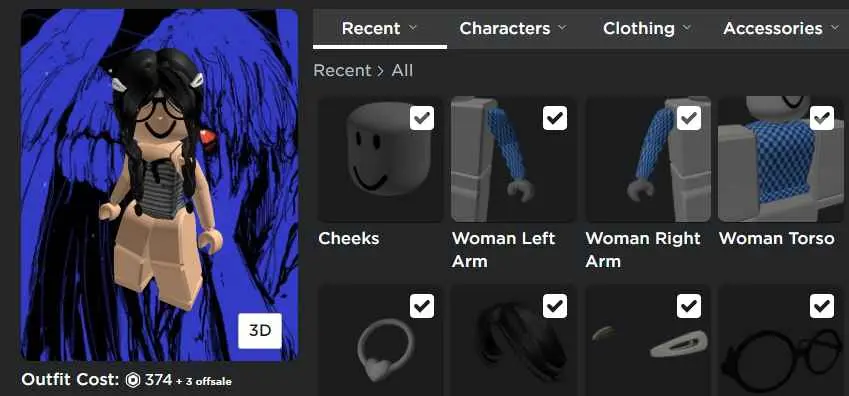 Recent Characters Clothing Accessories
Recent > All
Cheeks
Woman Left Arm
Woman Right Arm
Woman Torso
3D
Outfit Cost: 374 + 3 offsale